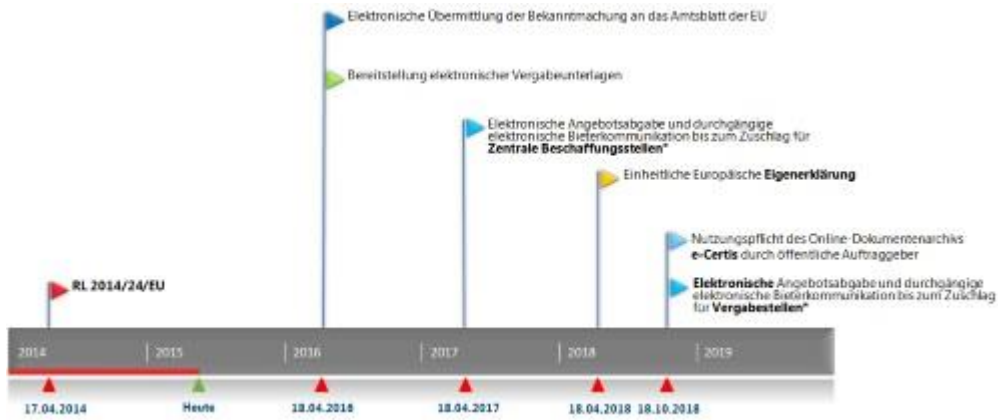 Elektronische Übermittlung der Bekanntmachung an das Amtsblatt der EU
Bereitstellung elektronischer Vergabeunterlagen
Elektronische Angebotsabgabe und durchgängige
elektronische Bieterkommunikation bis zum Zuschlag für
Zentrale Beschaffungsstellen*
Einheitliche Europäische Eigenerklärung
Nutzungspflicht des Online-Dokumentenarchivs
e-Certis durch öffentliche Auftraggeber
RL 2014/24/EU
Elektronische Angebotsabgabe und durchgängige
elektronische Bieterkommunikation bis zum Zuschlag
für Vergabestellen*
2014 2015 2016 2017 2018 2019
17.04.2014 Heute 18.04.2016 18.04.2017 18.04.2018 18.10.2018